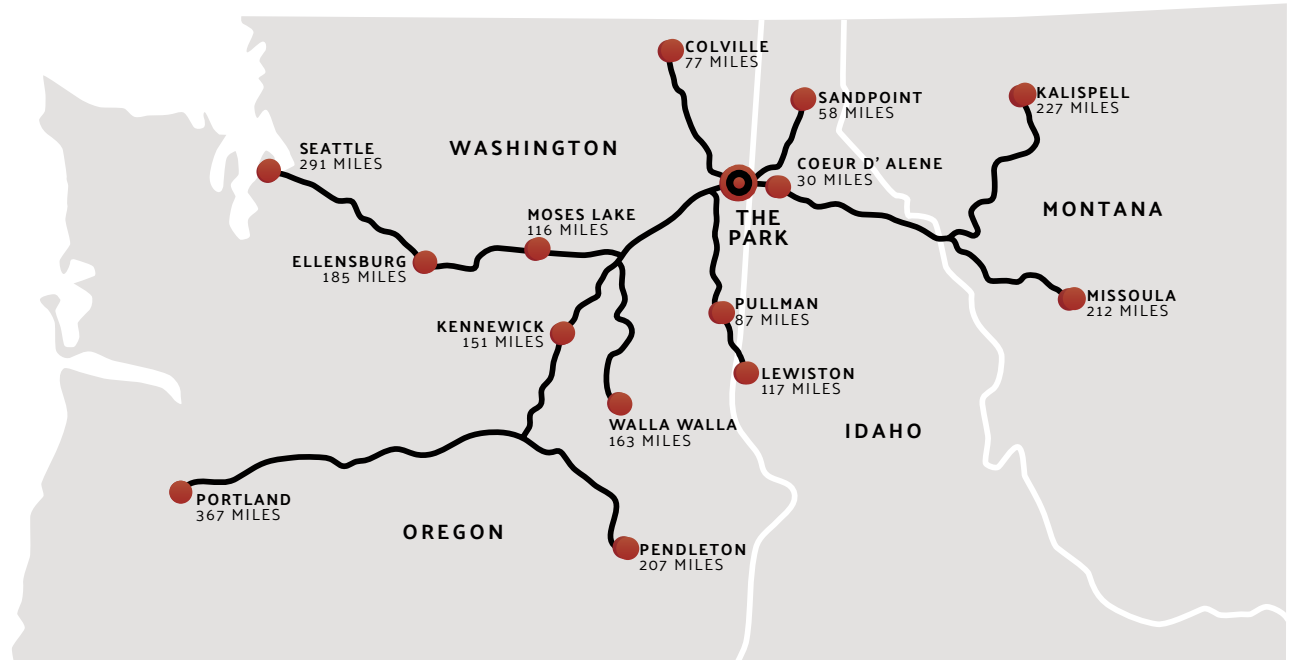 COLVILLE
77 MILES
SANDPOINT
58 MILES
KALISPELL
227 MILES
SEATTLE
291 MILES
WASHINGTON
COEUR D' ALENE
30 MILES
MONTANA
MOSES LAKE
116 MILES
THE
PARK
ELLENSBURG
185 MILES
MISSOULA
212 MILES
PULLMAN
87 MILES
KENNEWICK
151 MILES
LEWISTON
117 MILES
WALLA WALLA
163 MILES
IDAHO
PORTLAND
367 MILES
OREGON
PENDLETON
207 MILES